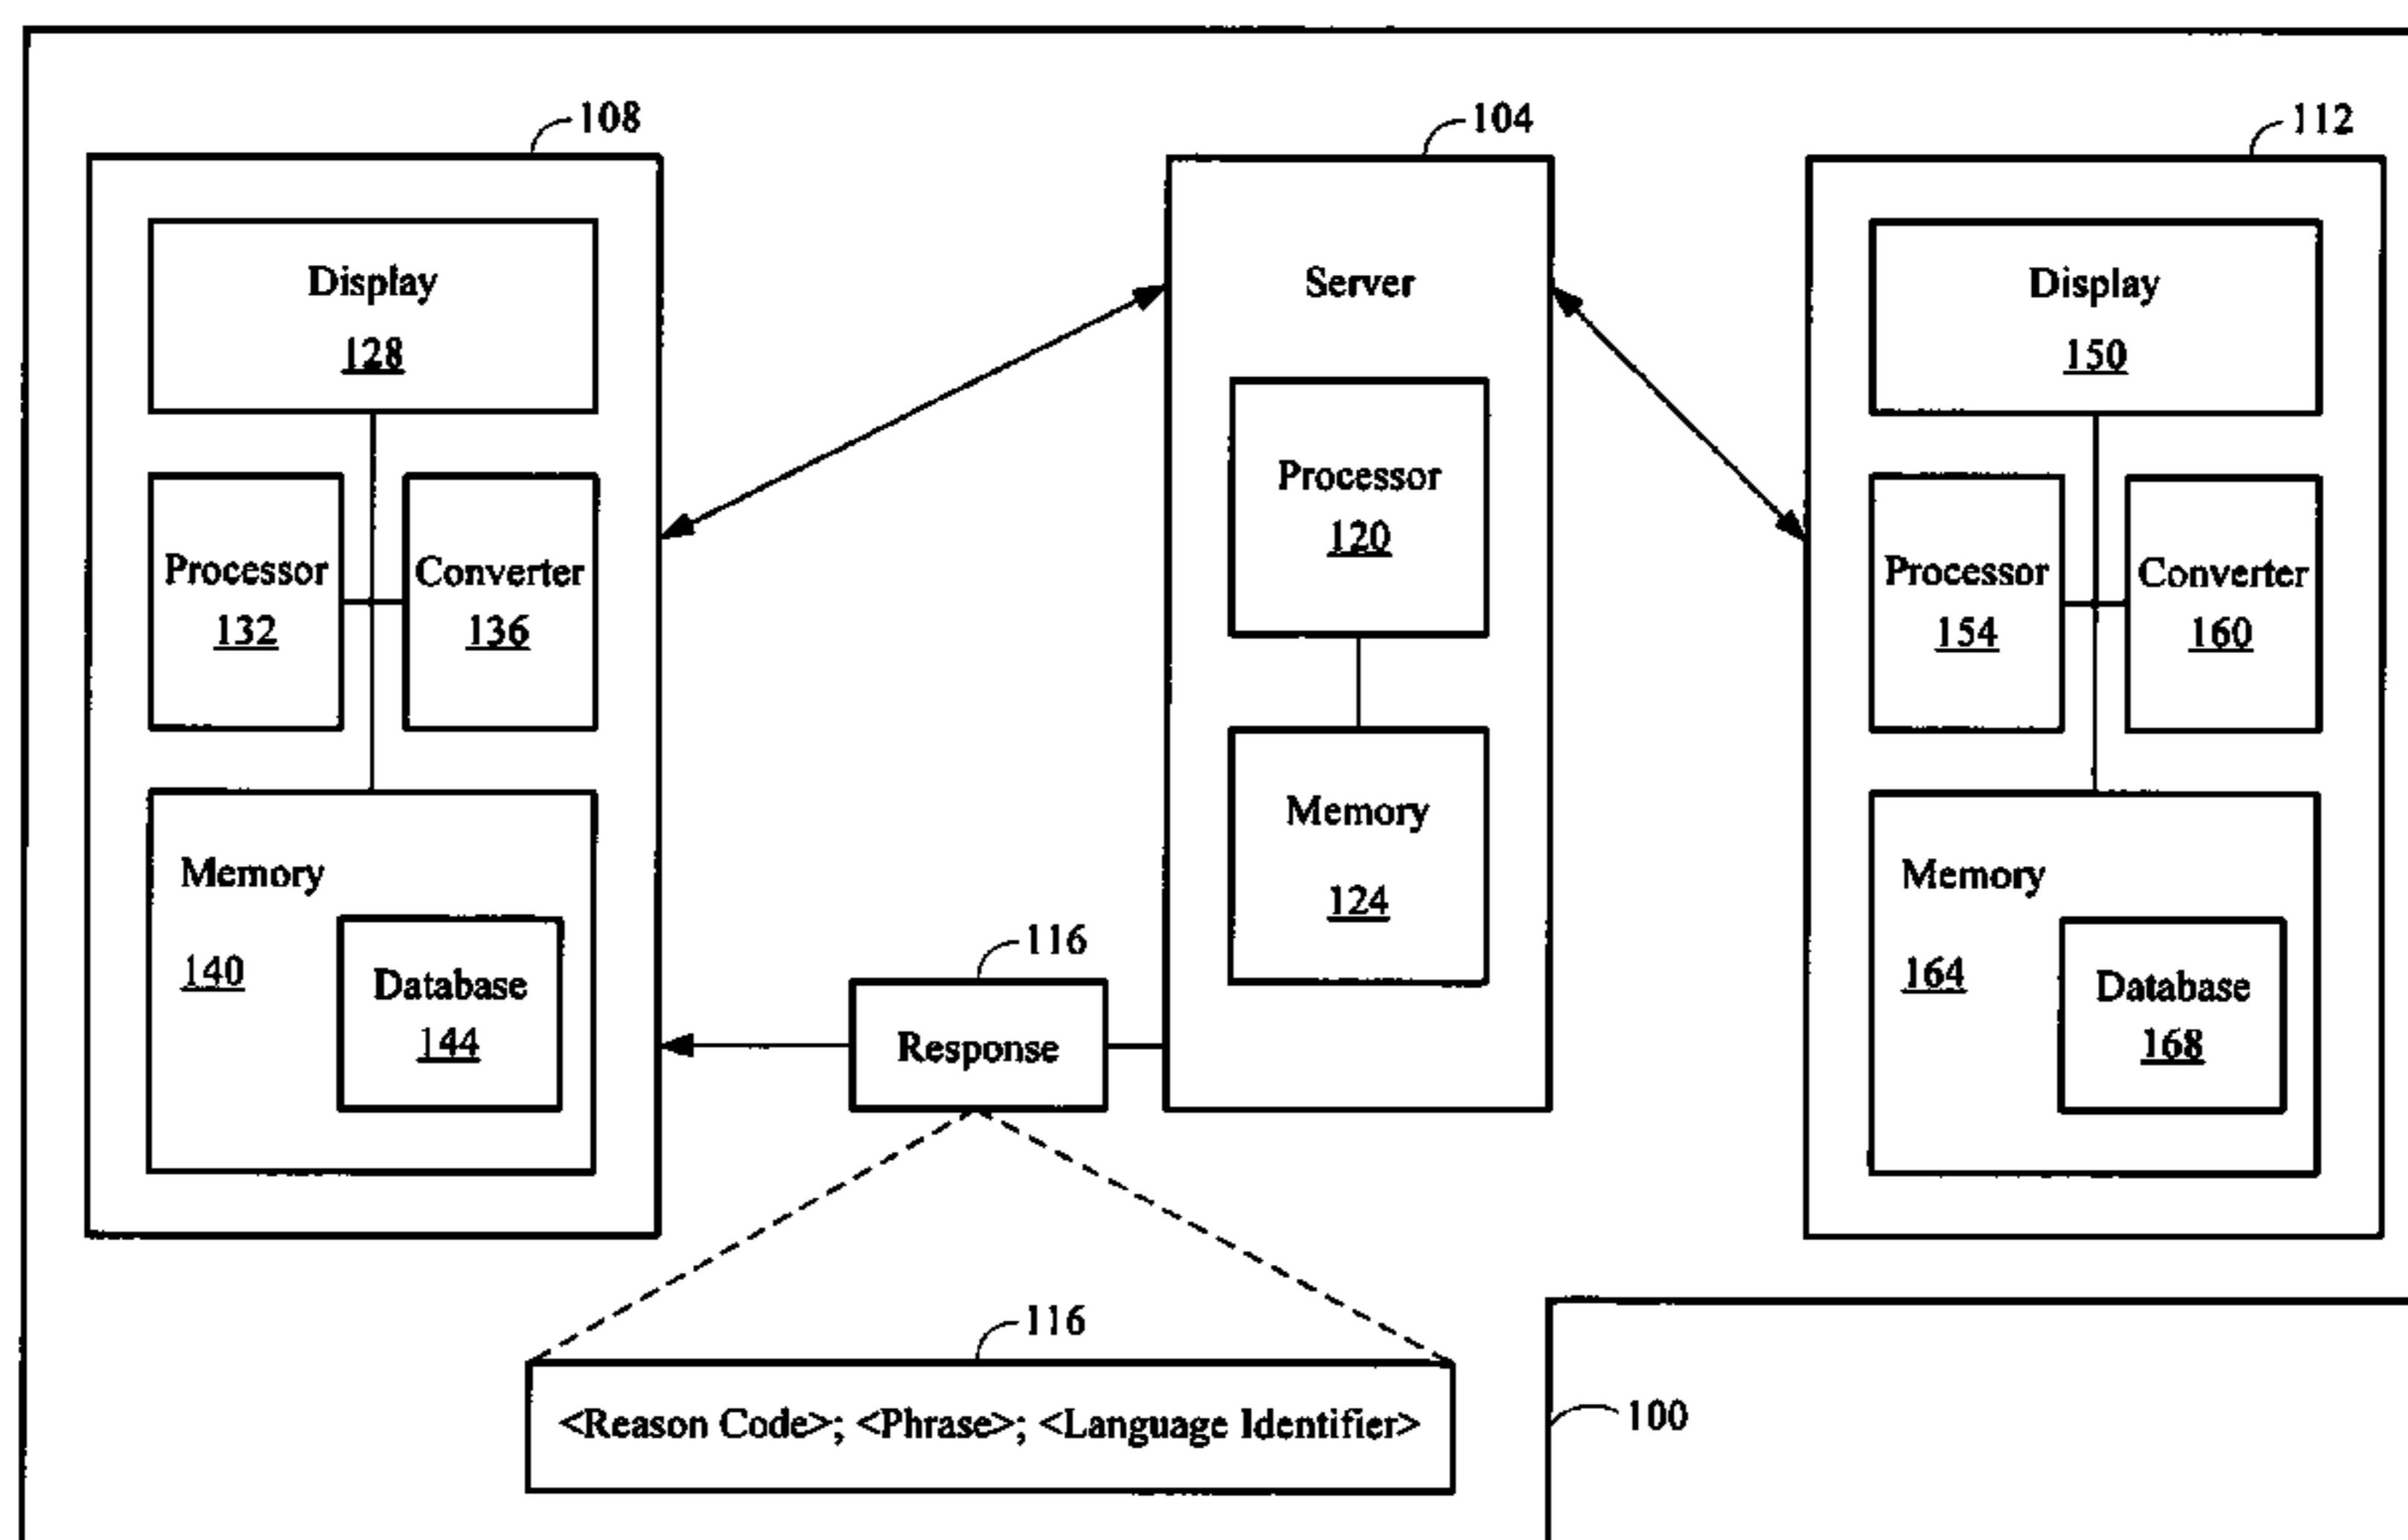 108
Display
128
Processor
132
Converter
136
Memory
140
Database
144
104
Server
Processor
120
Memory
124
116
Response
112
Display
150
Processor
154
Converter
160
Memory
164
Database
168
116
<Reason Code>; <Phrase>; <Language Identifier>
100